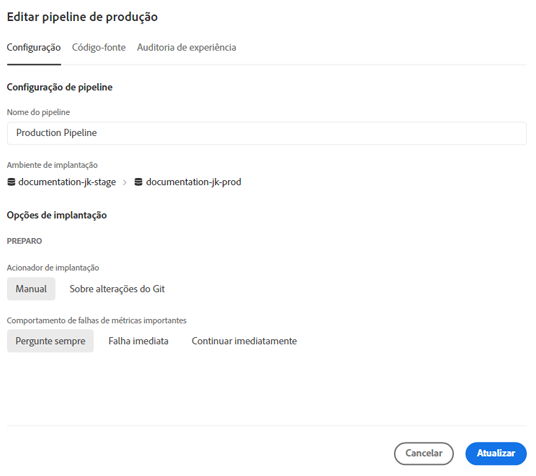 Editar pipeline de produção
Configuração Código-fonte Auditoria de experiência
Configuração de pipeline
Nome do pipeline
Production Pipeline
Ambiente de implantação
documentation-jk-stage > documentation-jk-prod
Opções de implantação
PREPARO
Acionador de implantação
Manual Sobre alterações do Git
Comportamento de falhas de métricas importantes
Pergunte sempre Falha imediata Continuar imediatamente
Cancelar Atualizar